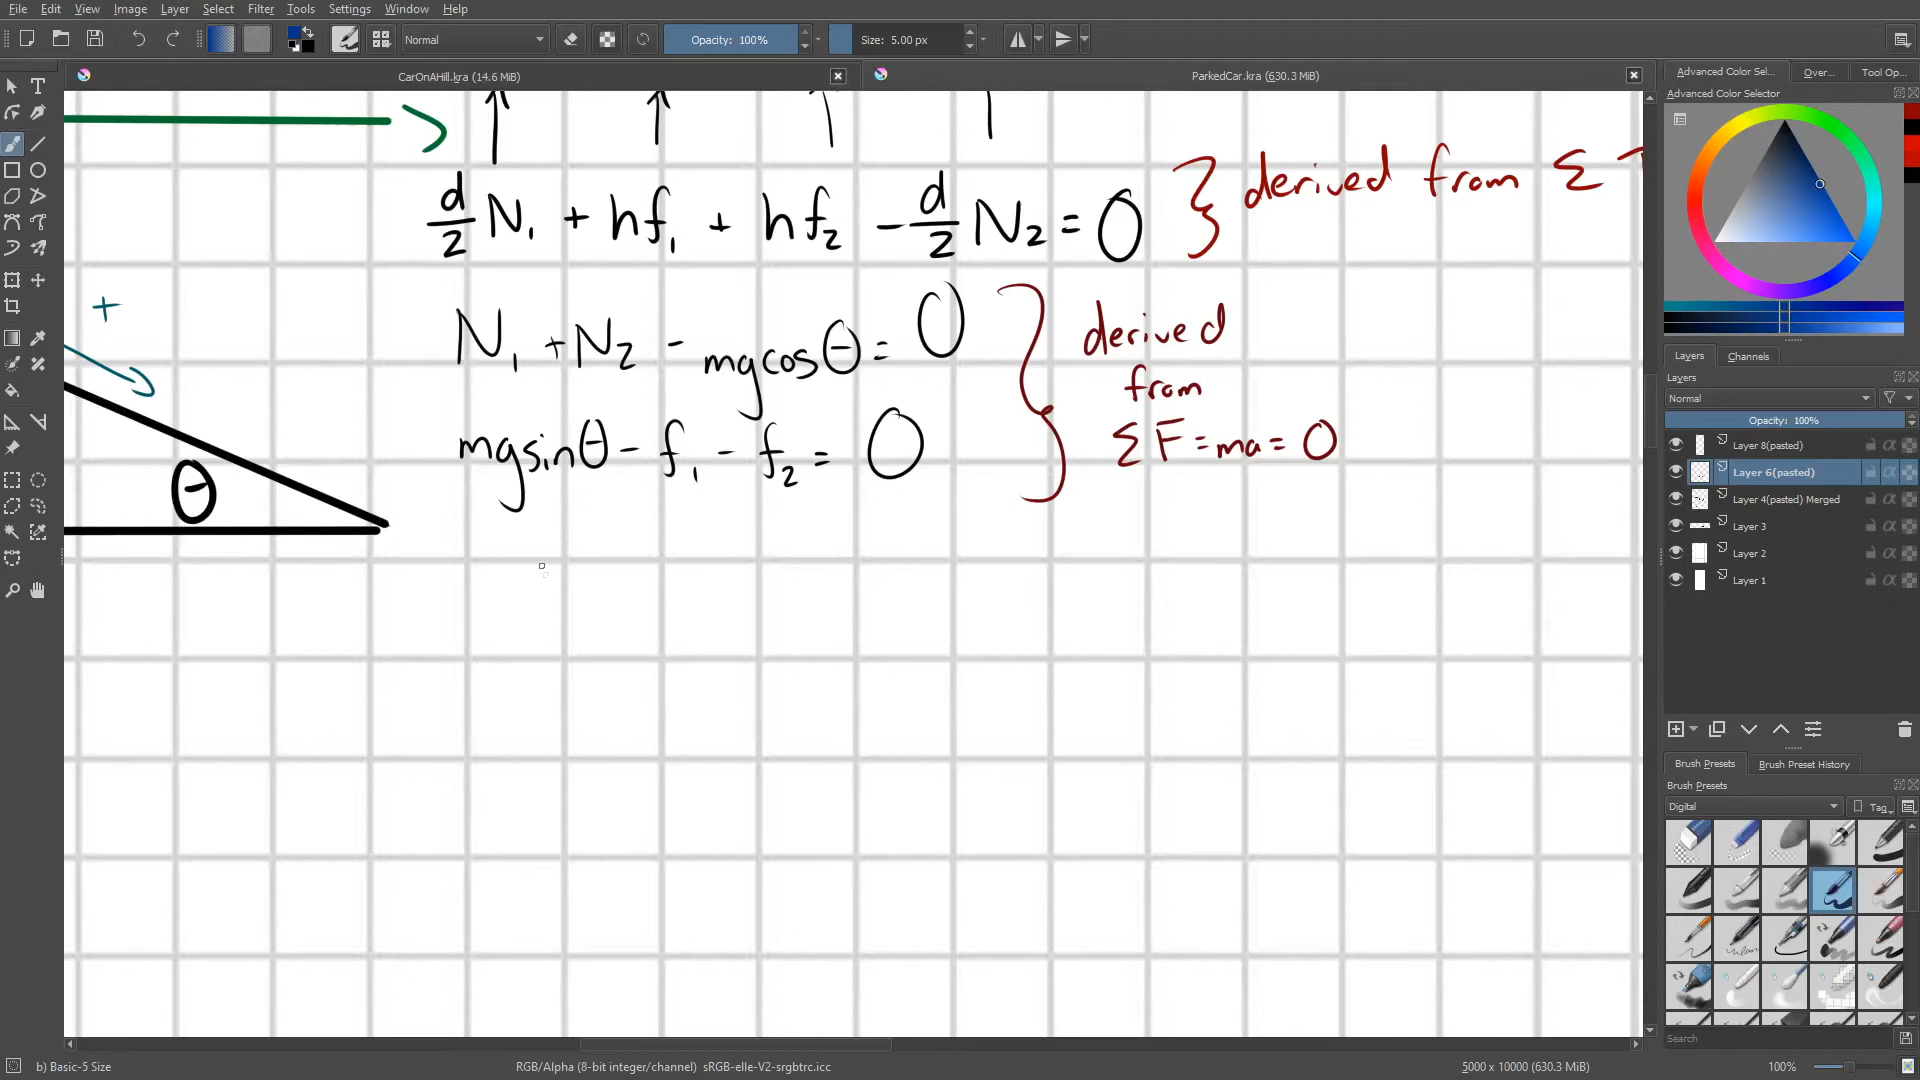 File Edit View Image Layer Filter Tools Settings Window Help
Normal
Opacity: 100%
Size: 5.00 px
CarOnAHill.kra (14.6 MiB)
ParkedCar.kra (630.3 MiB)
d/2 N₁ + hf₁ + hf₂ - d/2 N₂ = 0
derived from Σ
+
N₁ + N₂ - mgcosθ = 0
mgsinθ - f₁ - f₂ = 0
derived
from
ΣF = ma = 0
θ
Advanced Color Sel... Over... Tool Op...
Advanced Color Selector
Layers Channels
Layers
Normal
Opacity: 100%
Layer 8(pasted)
Layer 6(pasted)
Layer 4(pasted) Merged
Layer 3
Layer 2
Layer 1
Brush Presets Brush Preset History
Brush Presets
Digital
Tag
Search
b) Basic-5 Size
RGB/Alpha (8-bit integer/channel) sRGB-elle-V2-srgbtrc.icc
5000 x 10000 (630.3 MiB)
100%